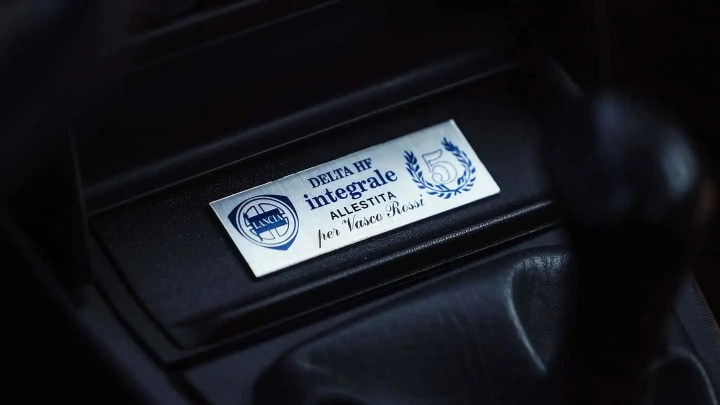 LANCIA
DELTA HF
integrale
ALLESTITA
per Vasco Rossi
5